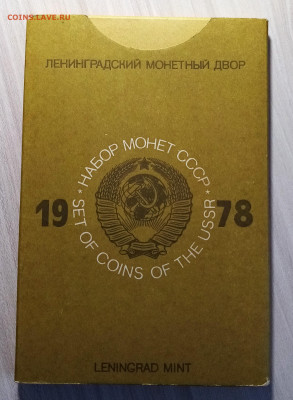 COINS.LAVE.RU
ЛЕНИНГРАДСКИЙ МОНЕТНЫЙ ДВОР
НАБОР МОНЕТ СССР
19 78
SET OF COINS OF THE USSR
LENINGRAD MINT